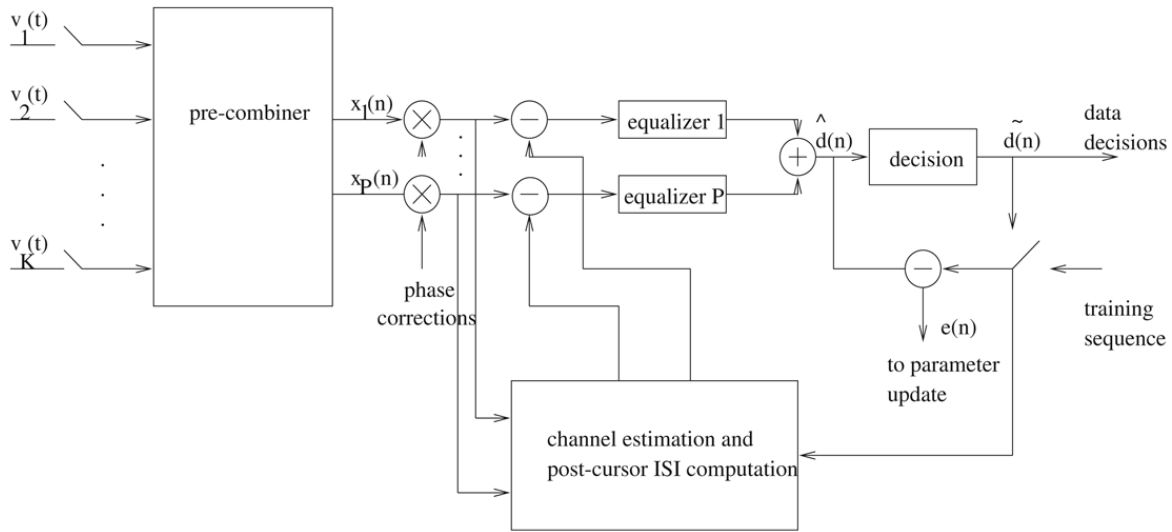 v1(t)
v2(t)
vK(t)
pre-combiner
x1(n)
xP(n)
phase
corrections
equalizer 1
equalizer P
d̂(n)
decision
d̃(n)
data
decisions
training
sequence
e(n)
to parameter
update
channel estimation and
post-cursor ISI computation